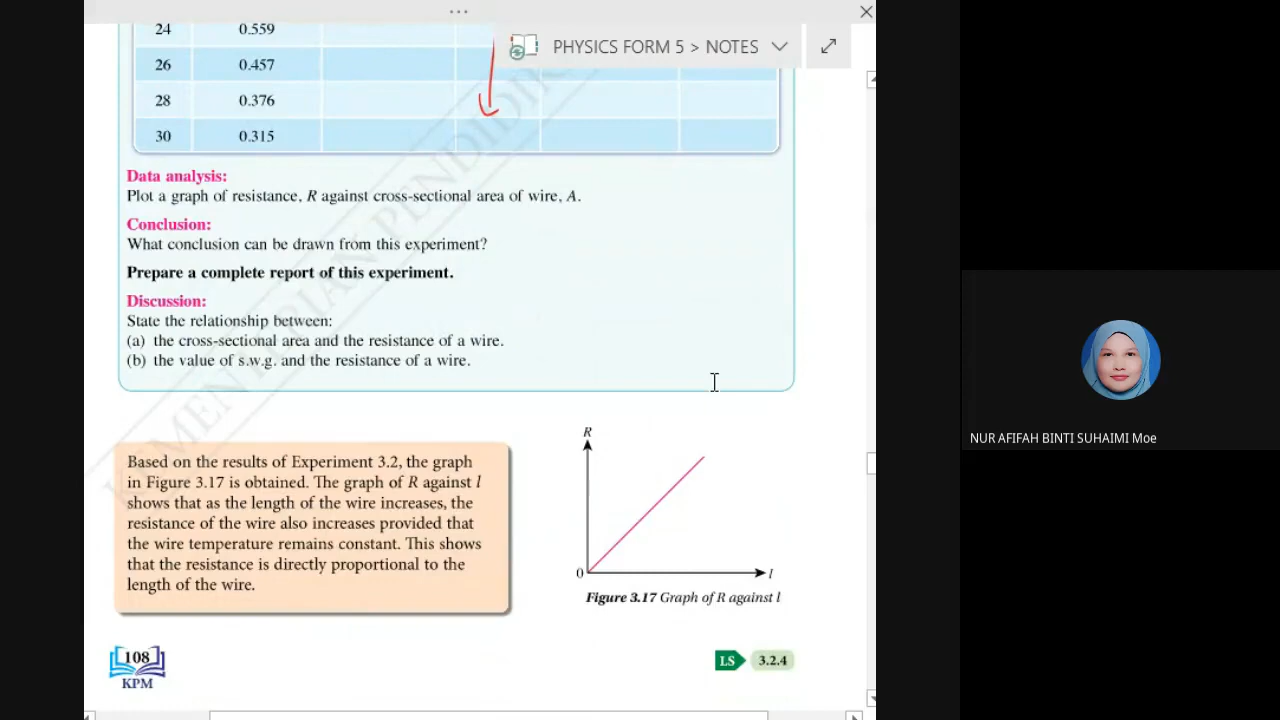 24 0.559
PHYSICS FORM 5 > NOTES
26 0.457
28 0.376
30 0.315
Data analysis:
Plot a graph of resistance, R against cross-sectional area of wire, A.
Conclusion:
What conclusion can be drawn from this experiment?
Prepare a complete report of this experiment.
Discussion:
State the relationship between:
(a) the cross-sectional area and the resistance of a wire.
(b) the value of s.w.g. and the resistance of a wire.
KEMENTERIAN PENDIDIK
Based on the results of Experiment 3.2, the graph
in Figure 3.17 is obtained. The graph of R against l
shows that as the length of the wire increases, the
resistance of the wire also increases provided that
the wire temperature remains constant. This shows
that the resistance is directly proportional to the
length of the wire.
R
0
l
Figure 3.17 Graph of R against l
108
KPM
LS 3.2.4
NUR AFIFAH BINTI SUHAIMI Moe